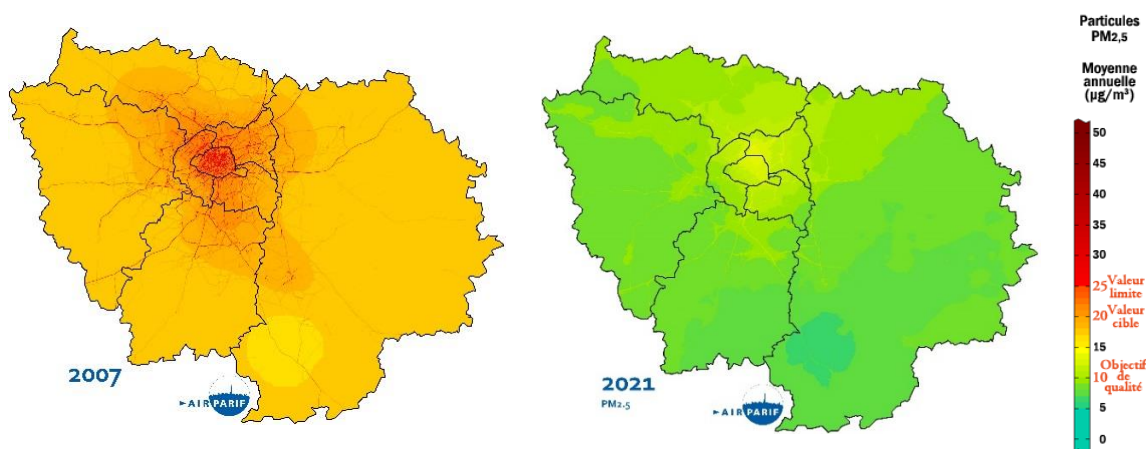 2007
AIRPARIF
2021
PM2.5
AIRPARIF
Particules
PM2,5
Moyenne
annuelle
(µg/m³)
50
45
40
35
30
25 Valeur
limite
20 Valeur
cible
15
Objectif
10 de
qualité
5
0